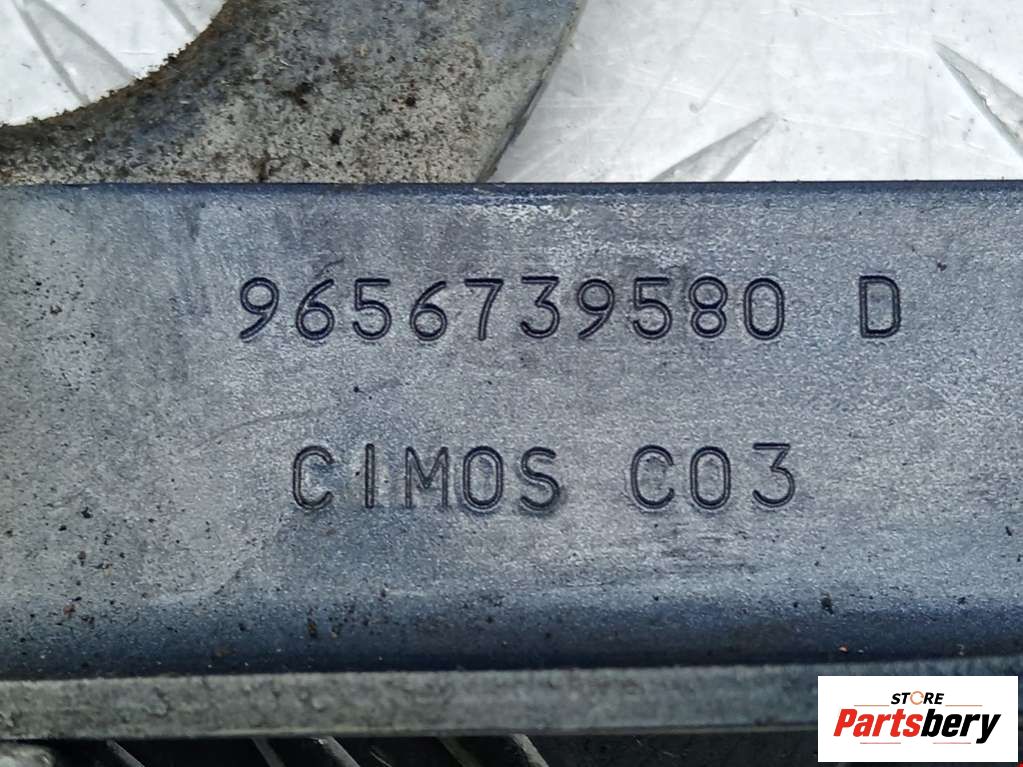 9656739580 D
CIMOS C03
STORE
Partsbery